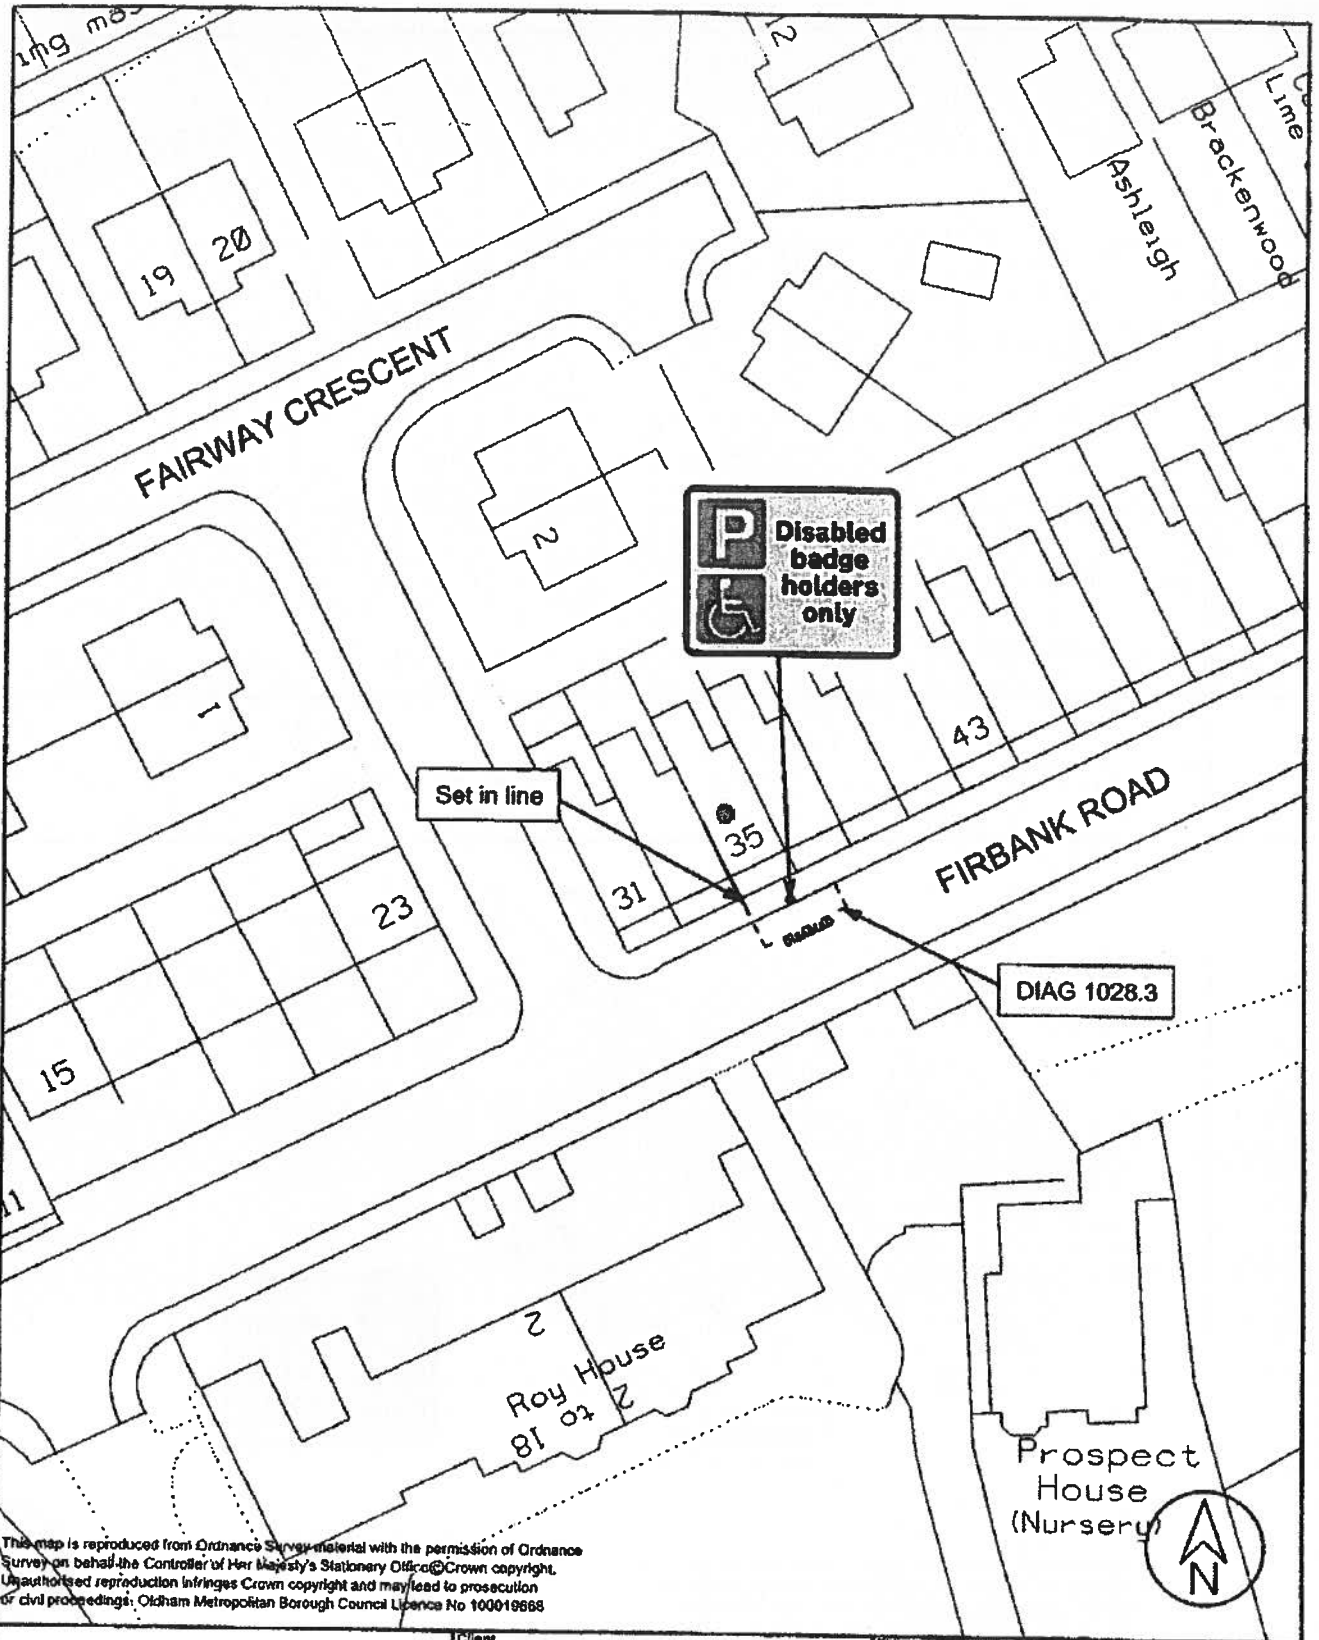 19
20
2
Ashleigh
Brackenwood
Lime
FAIRWAY CRESCENT
2
P Disabled
badge
holders
only
1
Set in line
35
43
31
FIRBANK ROAD
23
DIAG 1028.3
15
11
2
Roy House
2
to
18
Prospect
House
(Nursery)
N
This map is reproduced from Ordnance Survey material with the permission of Ordnance
Survey on behalf the Controller of Her Majesty's Stationery Office©Crown copyright.
Unauthorised reproduction infringes Crown copyright and may lead to prosecution
or civil proceedings: Oldham Metropolitan Borough Council Licence No 100019668